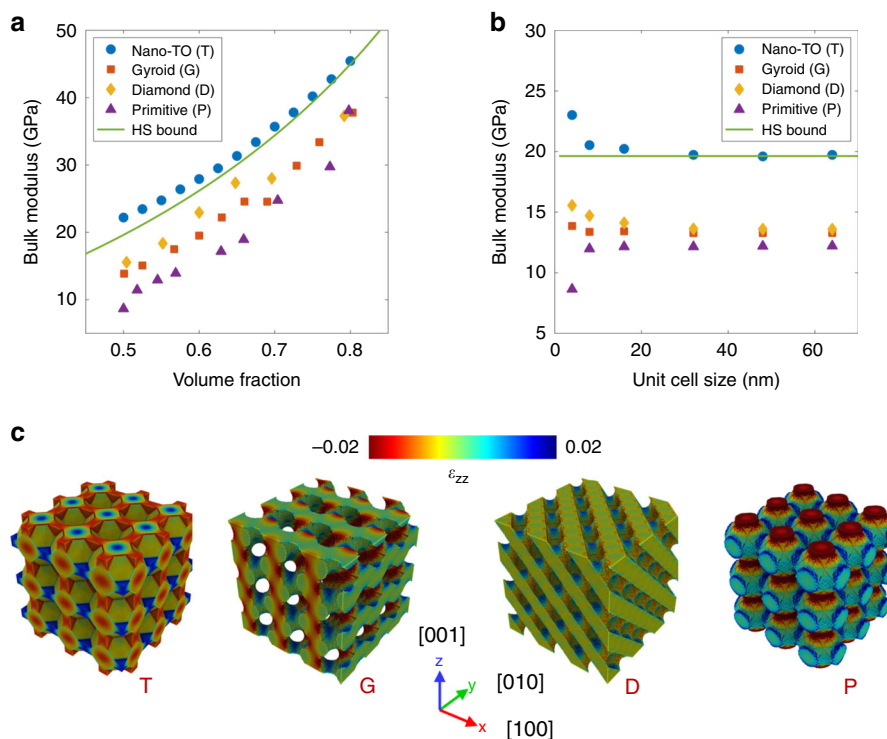 a
Bulk modulus (GPa)
50
40
30
20
10
0.5
0.6
0.7
0.8
Volume fraction
Nano-TO (T)
Gyroid (G)
Diamond (D)
Primitive (P)
HS bound
b
Bulk modulus (GPa)
30
25
20
15
10
5
0
20
40
60
Unit cell size (nm)
Nano-TO (T)
Gyroid (G)
Diamond (D)
Primitive (P)
HS bound
c
−0.02
0.02
εzz
T
G
D
P
[001]
z
y
[010]
x
[100]